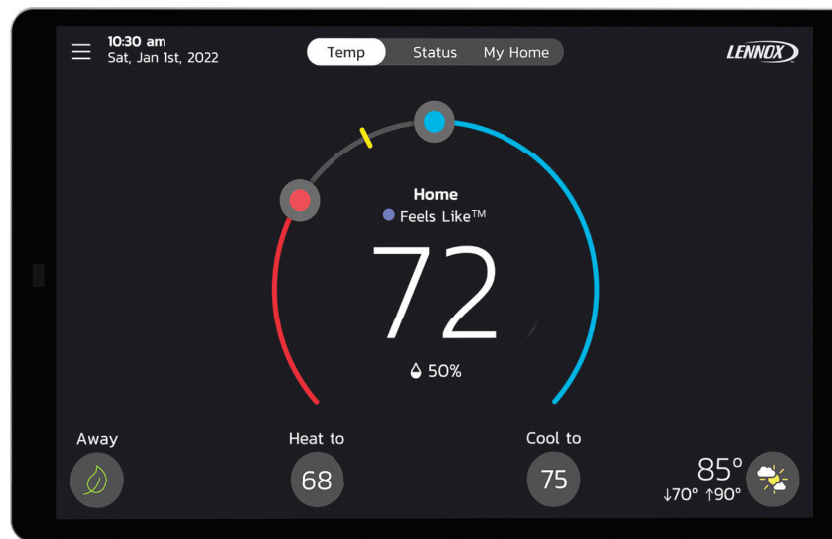 10:30 am
Sat, Jan 1st, 2022
Temp Status My Home
LENNOX
Home
Feels Like™
72
50%
Away
Heat to
Cool to
68
75
85°
↓70° ↑90°